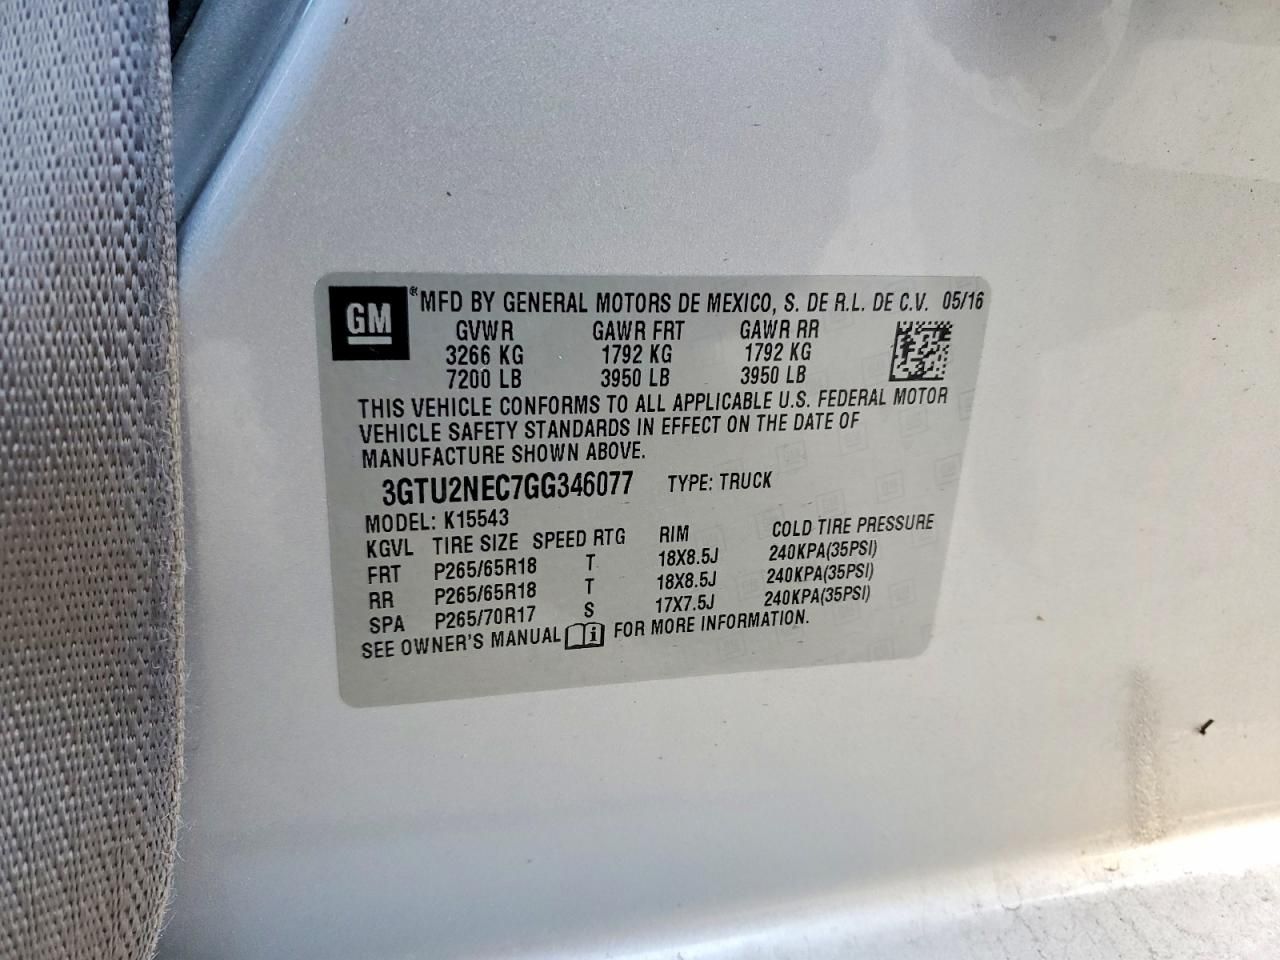 GM ® MFD BY GENERAL MOTORS DE MEXICO, S. DE R.L. DE C.V. 05/16
GVWR GAWR FRT GAWR RR
3266 KG 1792 KG 1792 KG
7200 LB 3950 LB 3950 LB
THIS VEHICLE CONFORMS TO ALL APPLICABLE U.S. FEDERAL MOTOR
VEHICLE SAFETY STANDARDS IN EFFECT ON THE DATE OF
MANUFACTURE SHOWN ABOVE.
3GTU2NEC7GG346077 TYPE: TRUCK
MODEL: K15543
KGVL TIRE SIZE SPEED RTG RIM COLD TIRE PRESSURE
FRT P265/65R18 T 18X8.5J 240KPA(35PSI)
RR P265/65R18 T 18X8.5J 240KPA(35PSI)
SPA P265/70R17 S 17X7.5J 240KPA(35PSI)
SEE OWNER'S MANUAL FOR MORE INFORMATION.